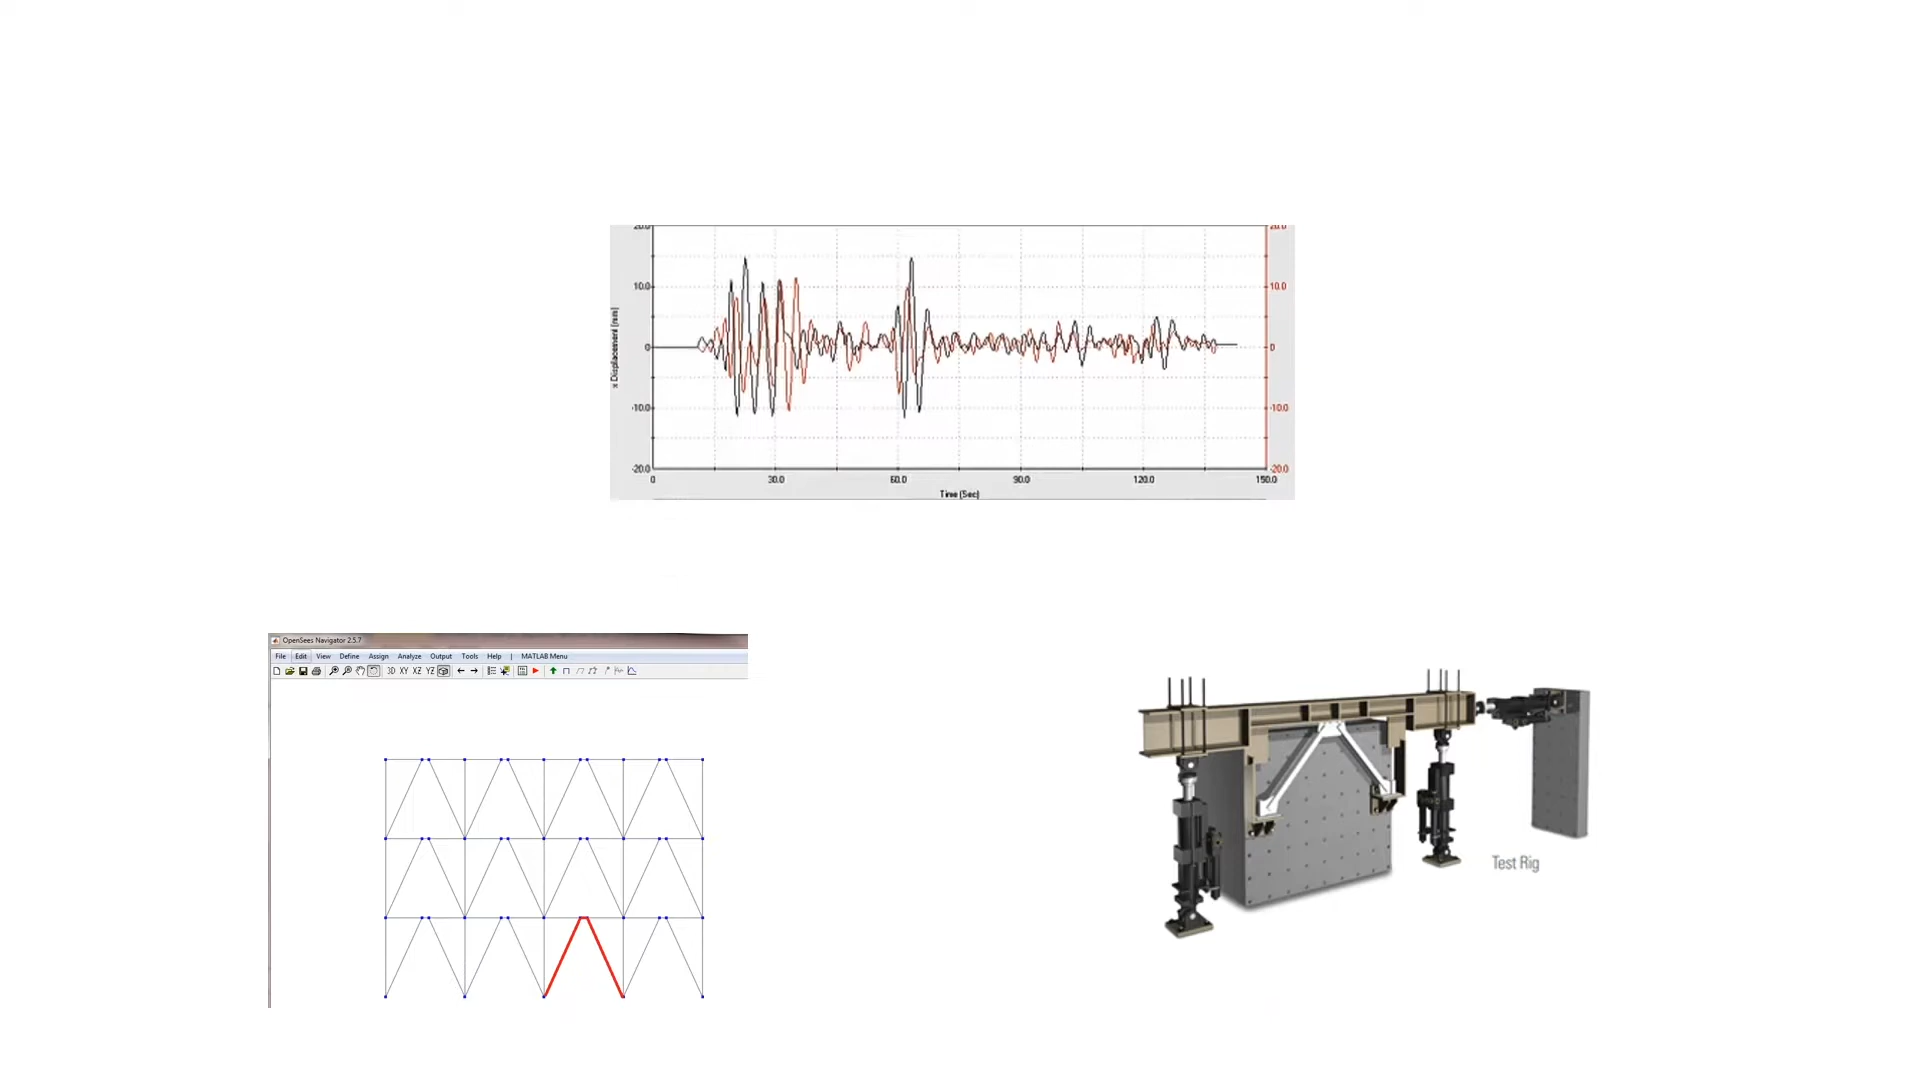 20.0 20.0
10.0 10.0
x Displacement (mm)
0 0
-10.0 -10.0
-20.0 -20.0
0 30.0 60.0 90.0 120.0 150.0
Time (Sec)
OpenSees Navigator 2.5.7
File Edit View Define Assign Analyze Output Tools Help | MATLAB Menu
3D XY XZ YZ
Test Rig